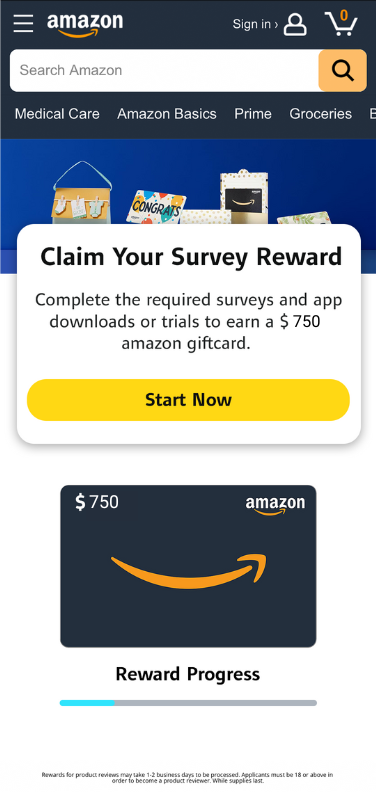 amazon
Sign in ›
0
Search Amazon
Medical Care Amazon Basics Prime Groceries B
CONGRATS
Claim Your Survey Reward
Complete the required surveys and app
downloads or trials to earn a $ 750
amazon giftcard.
Start Now
$ 750 amazon
Reward Progress
Rewards for product reviews may take 1-2 business days to be processed. Applicants must be 18 or above in
order to become a product reviewer. While supplies last.